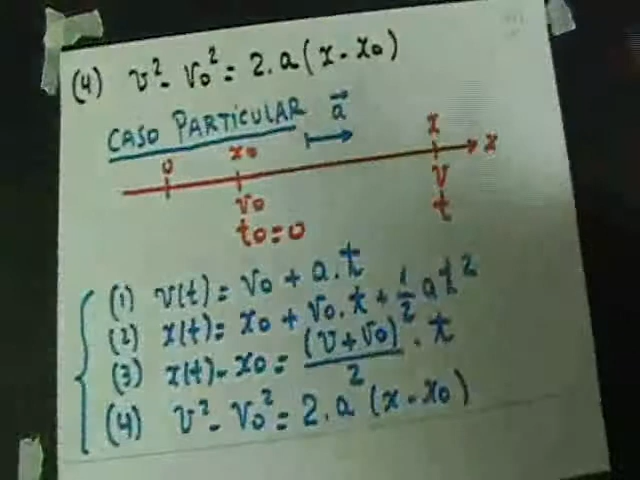 (4) v² - v₀² = 2.a(x - x₀)
CASO PARTICULAR
a⃗
0 x₀ x x
v₀ v
t₀=0 t
(1) v(t) = v₀ + a.t
(2) x(t) = x₀ + v₀.t + 1/2 at²
(3) x(t) - x₀ = (v + v₀)/2 . t
(4) v² - v₀² = 2.a (x - x₀)